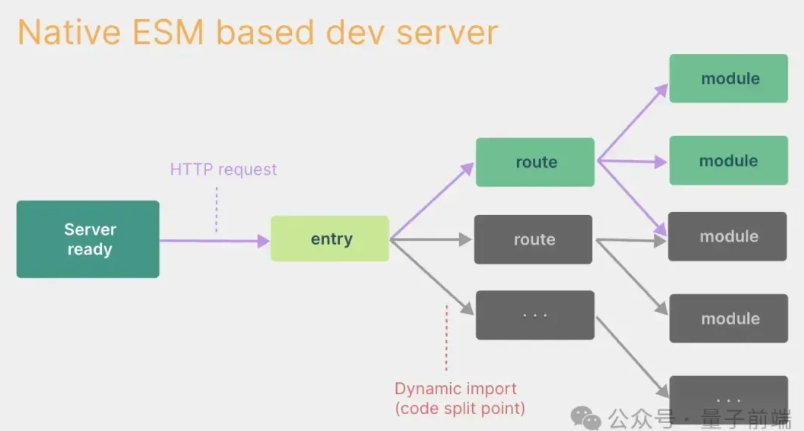 Native ESM based dev server
module
HTTP request
route
module
Server
ready
entry
route
module
. . .
module
Dynamic import
(code split point)
. . .
公众号 · 量子前端